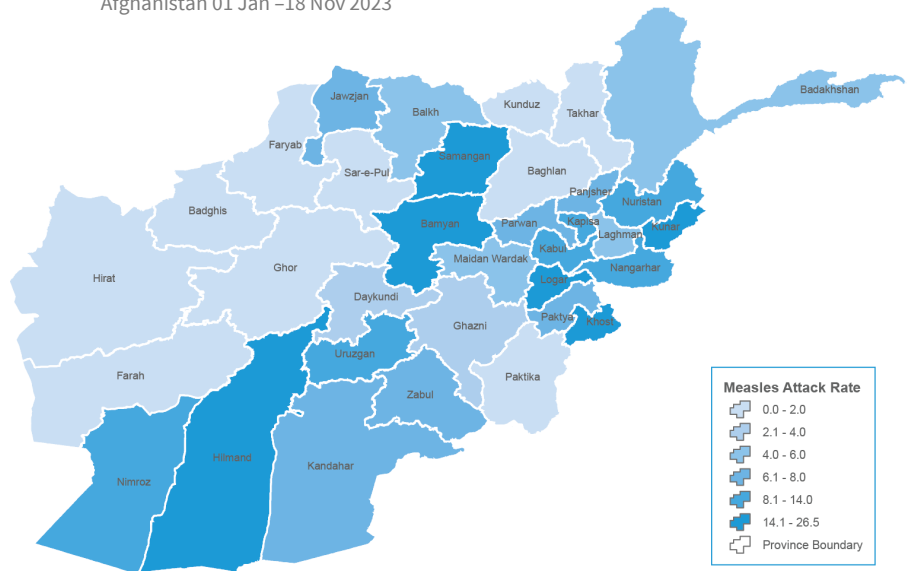 Afghanistan 01 Jan –18 Nov 2023
Jawzjan
Balkh
Kunduz
Takhar
Badakhshan
Faryab
Samangan
Sar-e-Pul
Baghlan
Panjsher
Nuristan
Badghis
Bamyan
Parwan
Kapisa
Kunar
Laghman
Kabul
Maidan Wardak
Hirat
Ghor
Nangarhar
Logar
Daykundi
Paktya
Khost
Ghazni
Uruzgan
Farah
Paktika
Zabul
Hilmand
Kandahar
Nimroz
Measles Attack Rate
0.0 - 2.0
2.1 - 4.0
4.0 - 6.0
6.1 - 8.0
8.1 - 14.0
14.1 - 26.5
Province Boundary